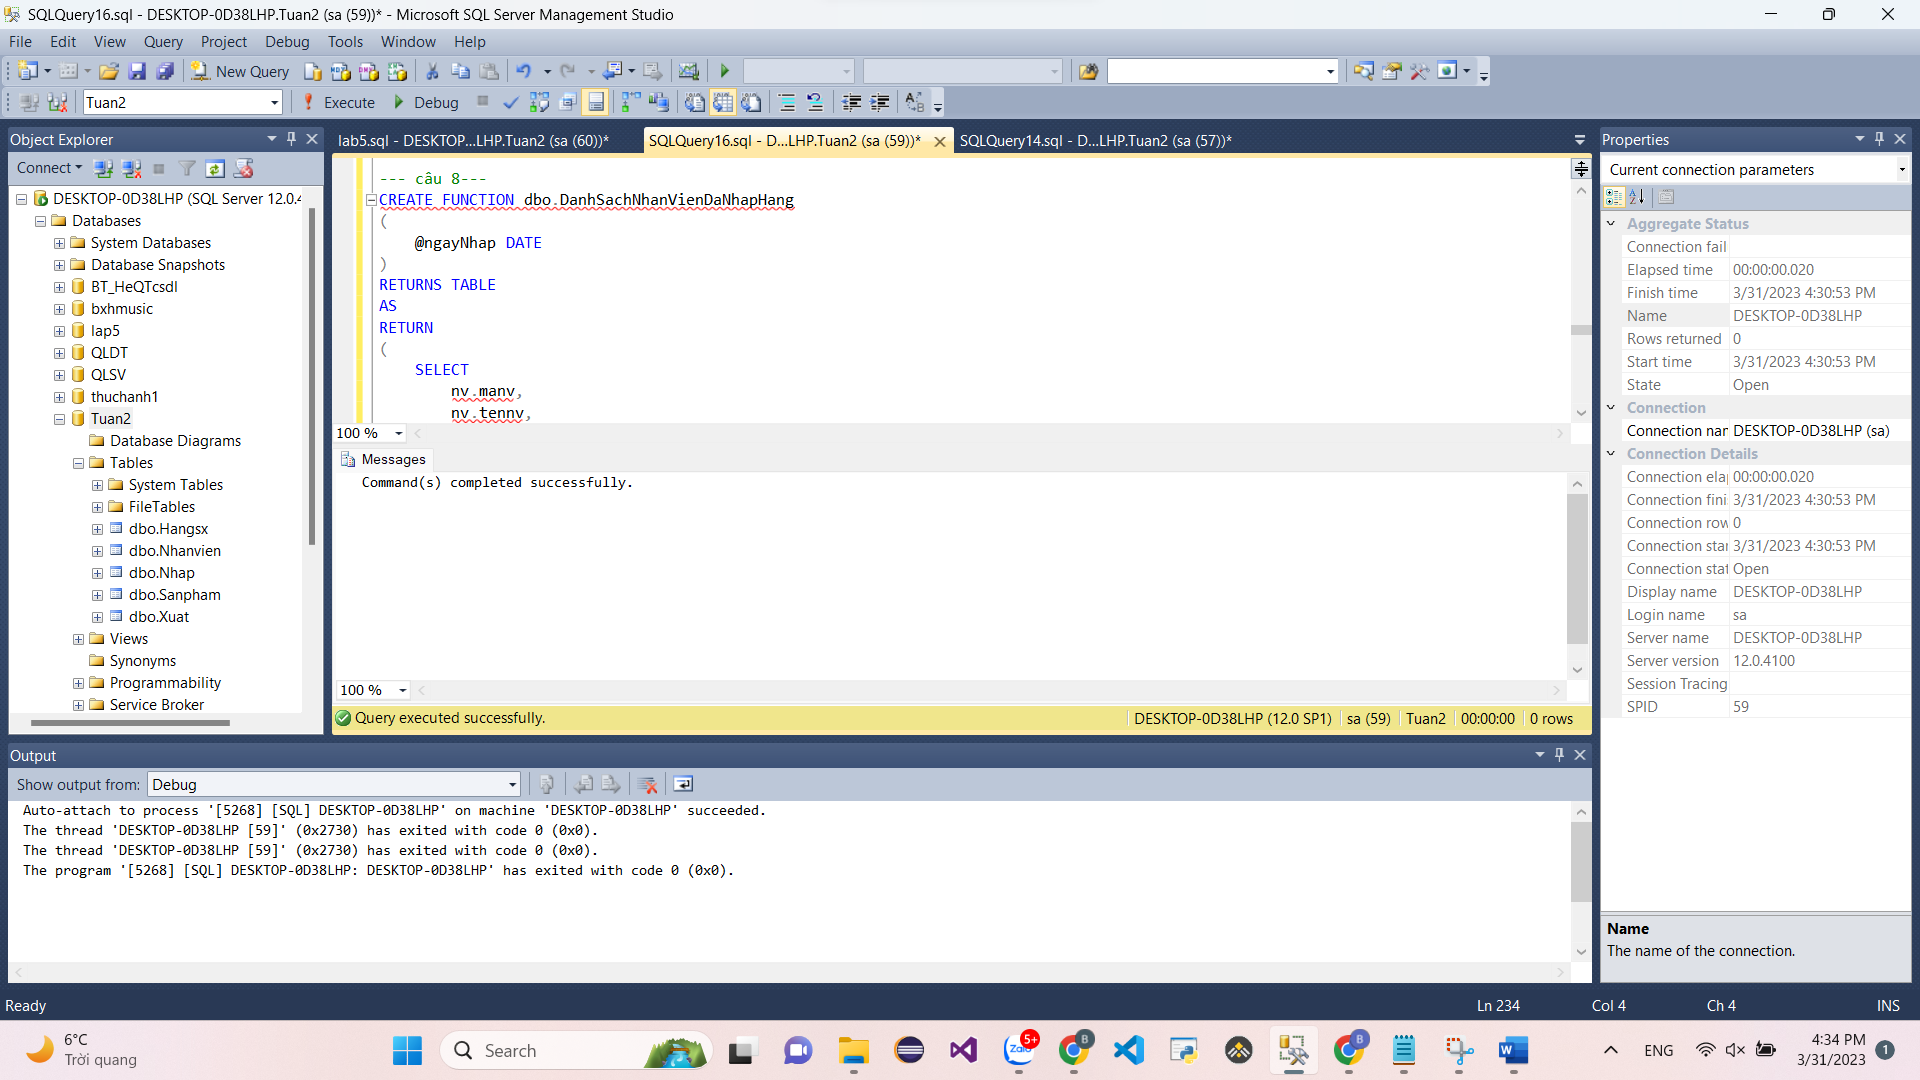 SQLQuery16.sql - DESKTOP-0D38LHP.Tuan2 (sa (59))* - Microsoft SQL Server Management Studio
File Edit View Query Project Debug Tools Window Help
New Query
Tuan2 Execute Debug
Object Explorer
Connect
DESKTOP-0D38LHP (SQL Server 12.0.4
Databases
System Databases
Database Snapshots
BT_HeQTcsdl
bxhmusic
lap5
QLDT
QLSV
thuchanh1
Tuan2
Database Diagrams
Tables
System Tables
FileTables
dbo.Hangsx
dbo.Nhanvien
dbo.Nhap
dbo.Sanpham
dbo.Xuat
Views
Synonyms
Programmability
Service Broker
lab5.sql - DESKTOP...LHP.Tuan2 (sa (60))* SQLQuery16.sql - D...LHP.Tuan2 (sa (59))* SQLQuery14.sql - D...LHP.Tuan2 (sa (57))*
--- câu 8---
CREATE FUNCTION dbo.DanhSachNhanVienDaNhapHang
(
@ngayNhap DATE
)
RETURNS TABLE
AS
RETURN
(
SELECT
nv.manv,
nv.tennv,
100 %
Messages
Command(s) completed successfully.
100 %
Query executed successfully. DESKTOP-0D38LHP (12.0 SP1) sa (59) Tuan2 00:00:00 0 rows
Properties
Current connection parameters
Aggregate Status
Connection fail
Elapsed time 00:00:00.020
Finish time 3/31/2023 4:30:53 PM
Name DESKTOP-0D38LHP
Rows returned 0
Start time 3/31/2023 4:30:53 PM
State Open
Connection
Connection nar DESKTOP-0D38LHP (sa)
Connection Details
Connection elap 00:00:00.020
Connection fini 3/31/2023 4:30:53 PM
Connection row 0
Connection star 3/31/2023 4:30:53 PM
Connection stat Open
Display name DESKTOP-0D38LHP
Login name sa
Server name DESKTOP-0D38LHP
Server version 12.0.4100
Session Tracing
SPID 59
Name
The name of the connection.
Output
Show output from: Debug
Auto-attach to process '[5268] [SQL] DESKTOP-0D38LHP' on machine 'DESKTOP-0D38LHP' succeeded.
The thread 'DESKTOP-0D38LHP [59]' (0x2730) has exited with code 0 (0x0).
The thread 'DESKTOP-0D38LHP [59]' (0x2730) has exited with code 0 (0x0).
The program '[5268] [SQL] DESKTOP-0D38LHP: DESKTOP-0D38LHP' has exited with code 0 (0x0).
Ready Ln 234 Col 4 Ch 4 INS
6°C
Trời quang
Search
Zalo 5+
B
B
ENG
4:34 PM
3/31/2023
1